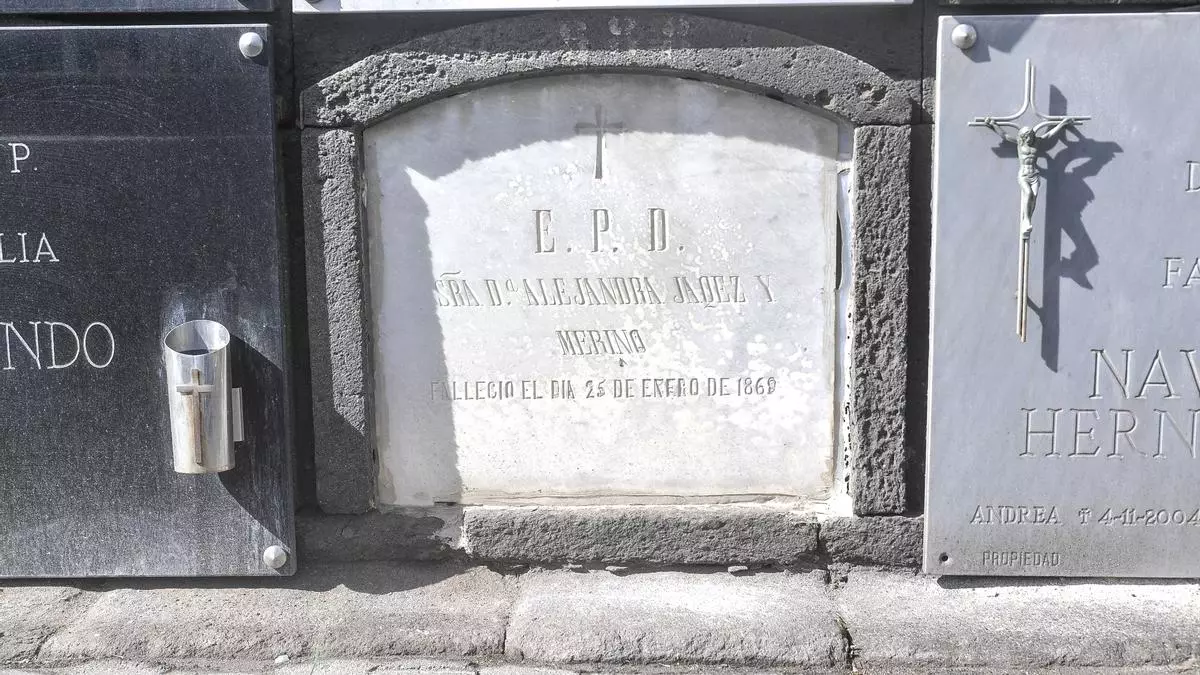 P.
LIA
NDO
E. P. D.
SRA D.ª ALEJANDRA JAQEZ Y
MERINO
FALLECIO EL DIA 25 DE ENERO DE 1869
D
FA
NAV
HERN
ANDREA ✝ 4-11-2004
PROPIEDAD